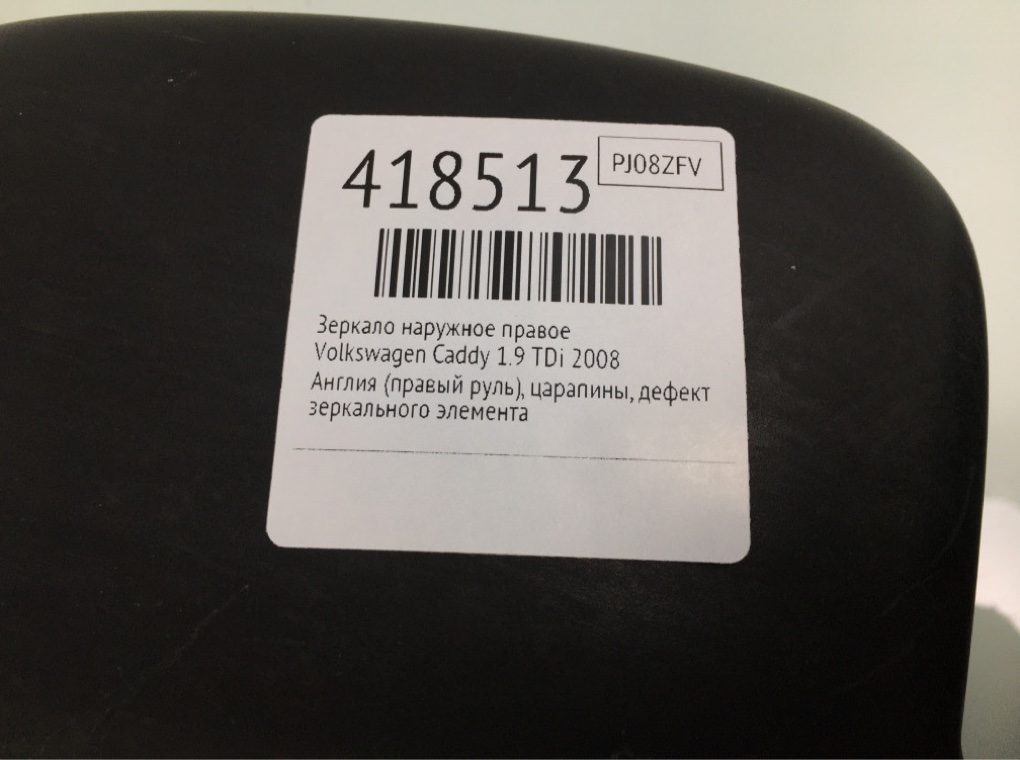 418513
PJ08ZFV
Зеркало наружное правое
Volkswagen Caddy 1.9 TDi 2008
Англия (правый руль), царапины, дефект
зеркального элемента